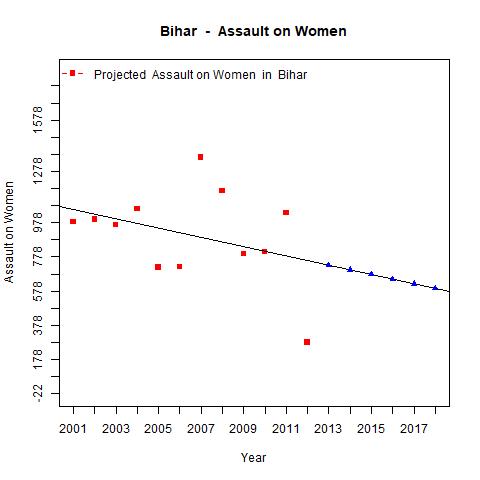 Bihar - Assault on Women
Projected Assault on Women in Bihar
Assault on Women
1578
1278
978
778
578
378
178
-22
2001 2003 2005 2007 2009 2011 2013 2015 2017
Year